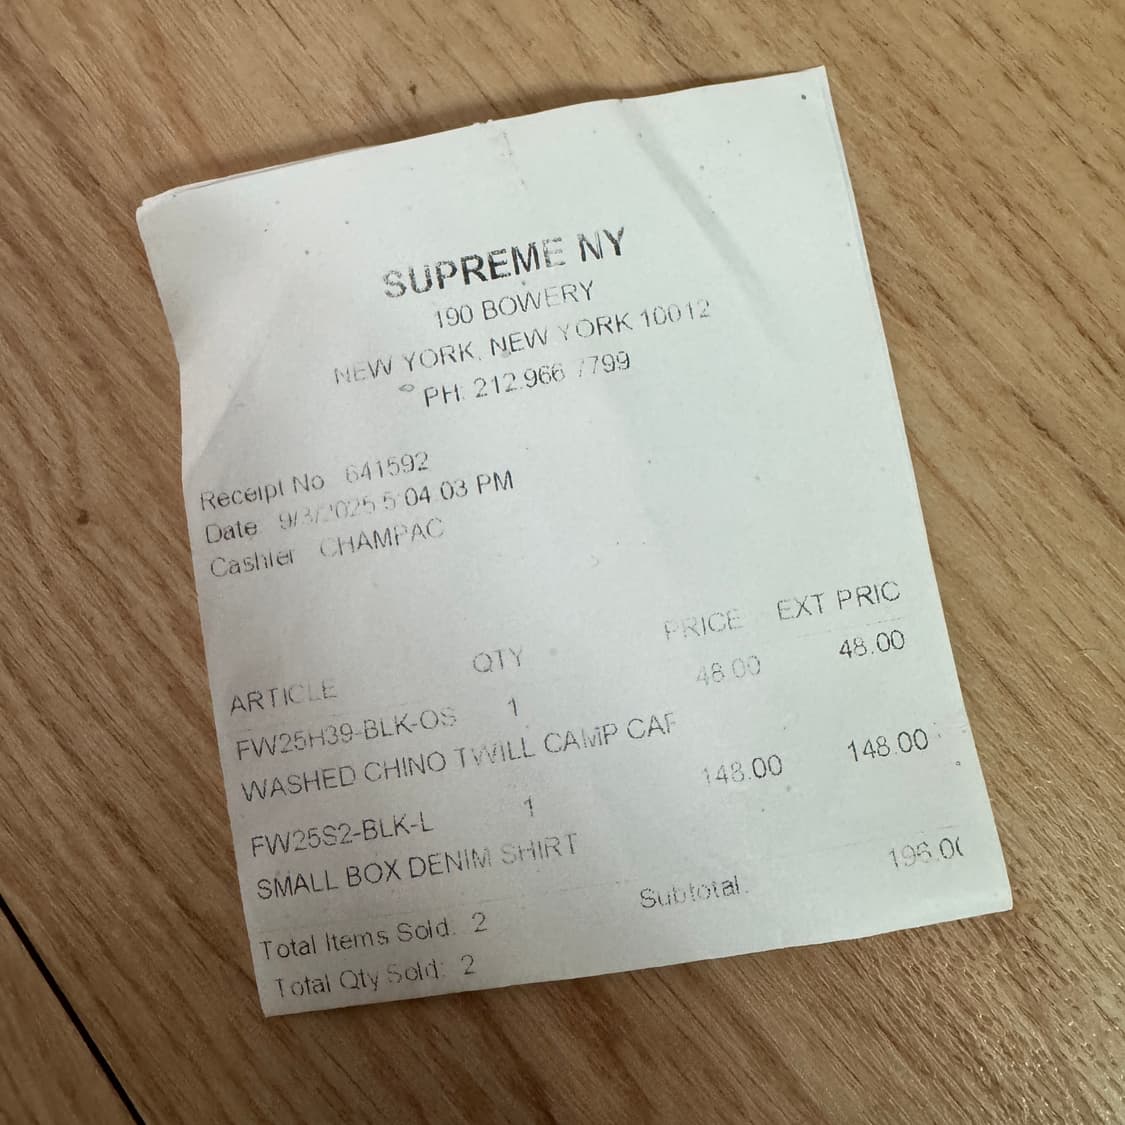 SUPREME NY
190 BOWERY
NEW YORK, NEW YORK 10012
PH: 212.966.7799
Receipt No 641592
Date 9/3/2025 5:04:03 PM
Cashier CHAMPAC
ARTICLE QTY PRICE EXT PRIC
FW25H39-BLK-OS 1 48.00 48.00
WASHED CHINO TWILL CAMP CAP
FW25S2-BLK-L 1 148.00 148.00
SMALL BOX DENIM SHIRT
Subtotal: 196.00
Total Items Sold: 2
Total Qty Sold: 2